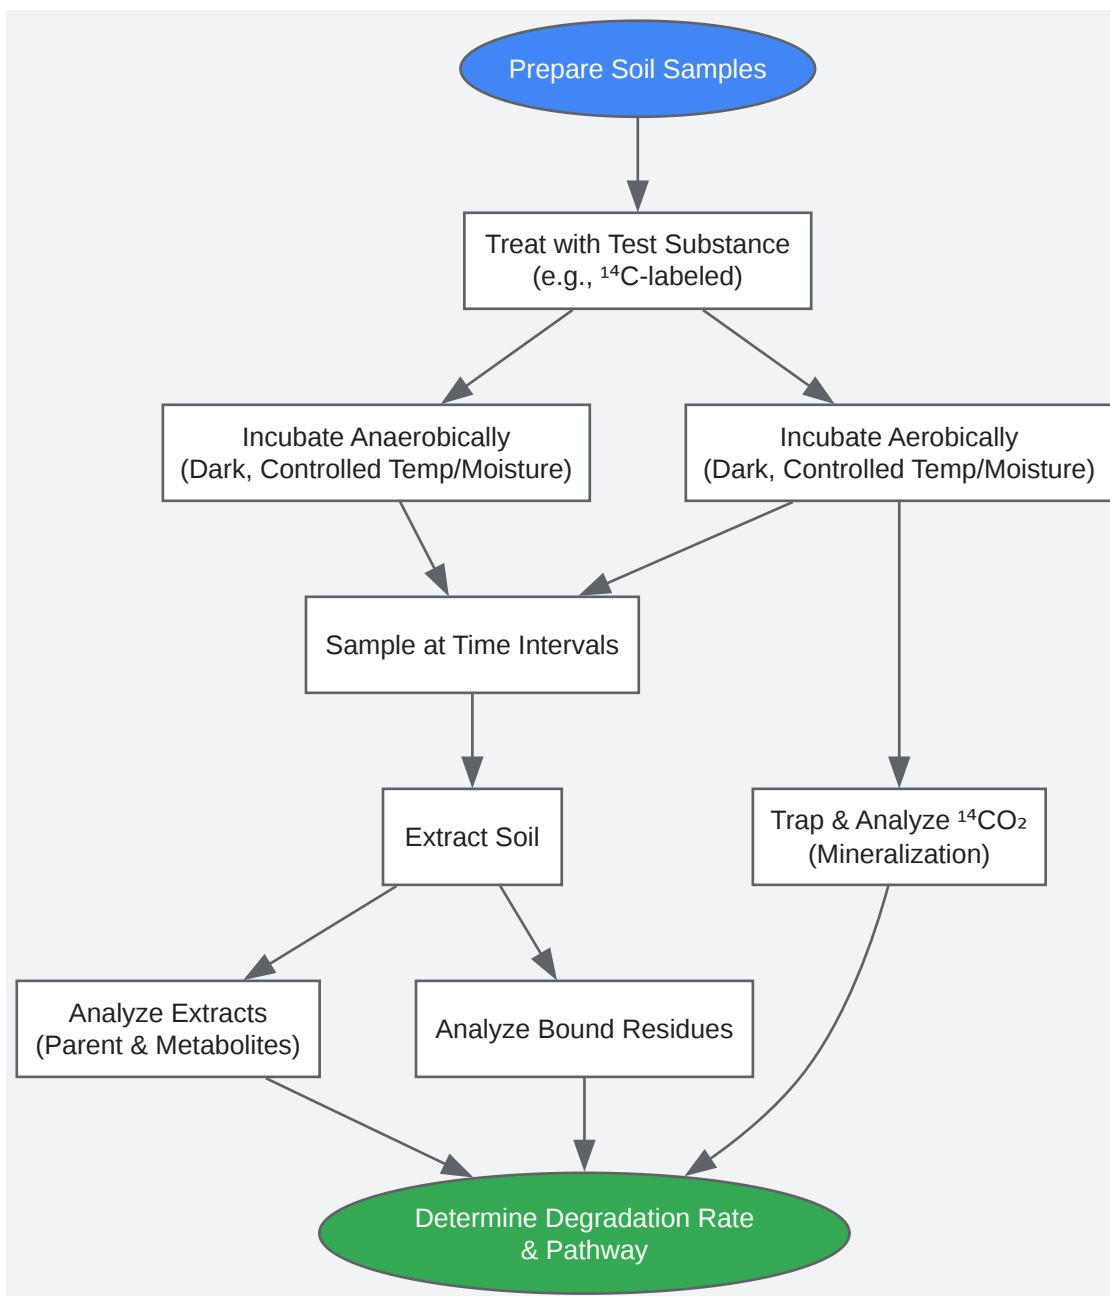 Prepare Soil Samples
Treat with Test Substance
(e.g., ¹⁴C-labeled)
Incubate Anaerobically
(Dark, Controlled Temp/Moisture)
Incubate Aerobically
(Dark, Controlled Temp/Moisture)
Sample at Time Intervals
Extract Soil
Trap & Analyze ¹⁴CO₂
(Mineralization)
Analyze Extracts
(Parent & Metabolites)
Analyze Bound Residues
Determine Degradation Rate
& Pathway